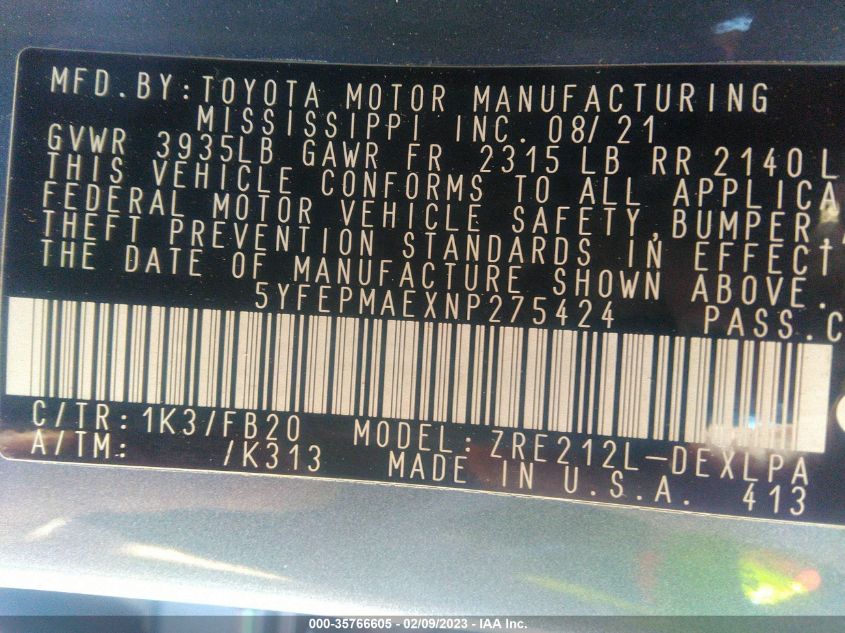 MFD.BY:TOYOTA MOTOR MANUFACTURING
MISSISSIPPI INC. 08/21
GVWR 3935LB GAWR FR 2315 LB RR 2140 L
THIS VEHICLE CONFORMS TO ALL APPLICA
FEDERAL MOTOR VEHICLE SAFETY, BUMPER,
THEFT PREVENTION STANDARDS IN EFFECT
THE DATE OF MANUFACTURE SHOWN ABOVE.
5YFEPMAEXNP275424 PASS.C
C/TR: 1K3/FB20 MODEL: ZRE212L-DEXLPA
A/TM: /K313 MADE IN U.S.A. 413
000-35766605 - 02/09/2023 - IAA Inc.